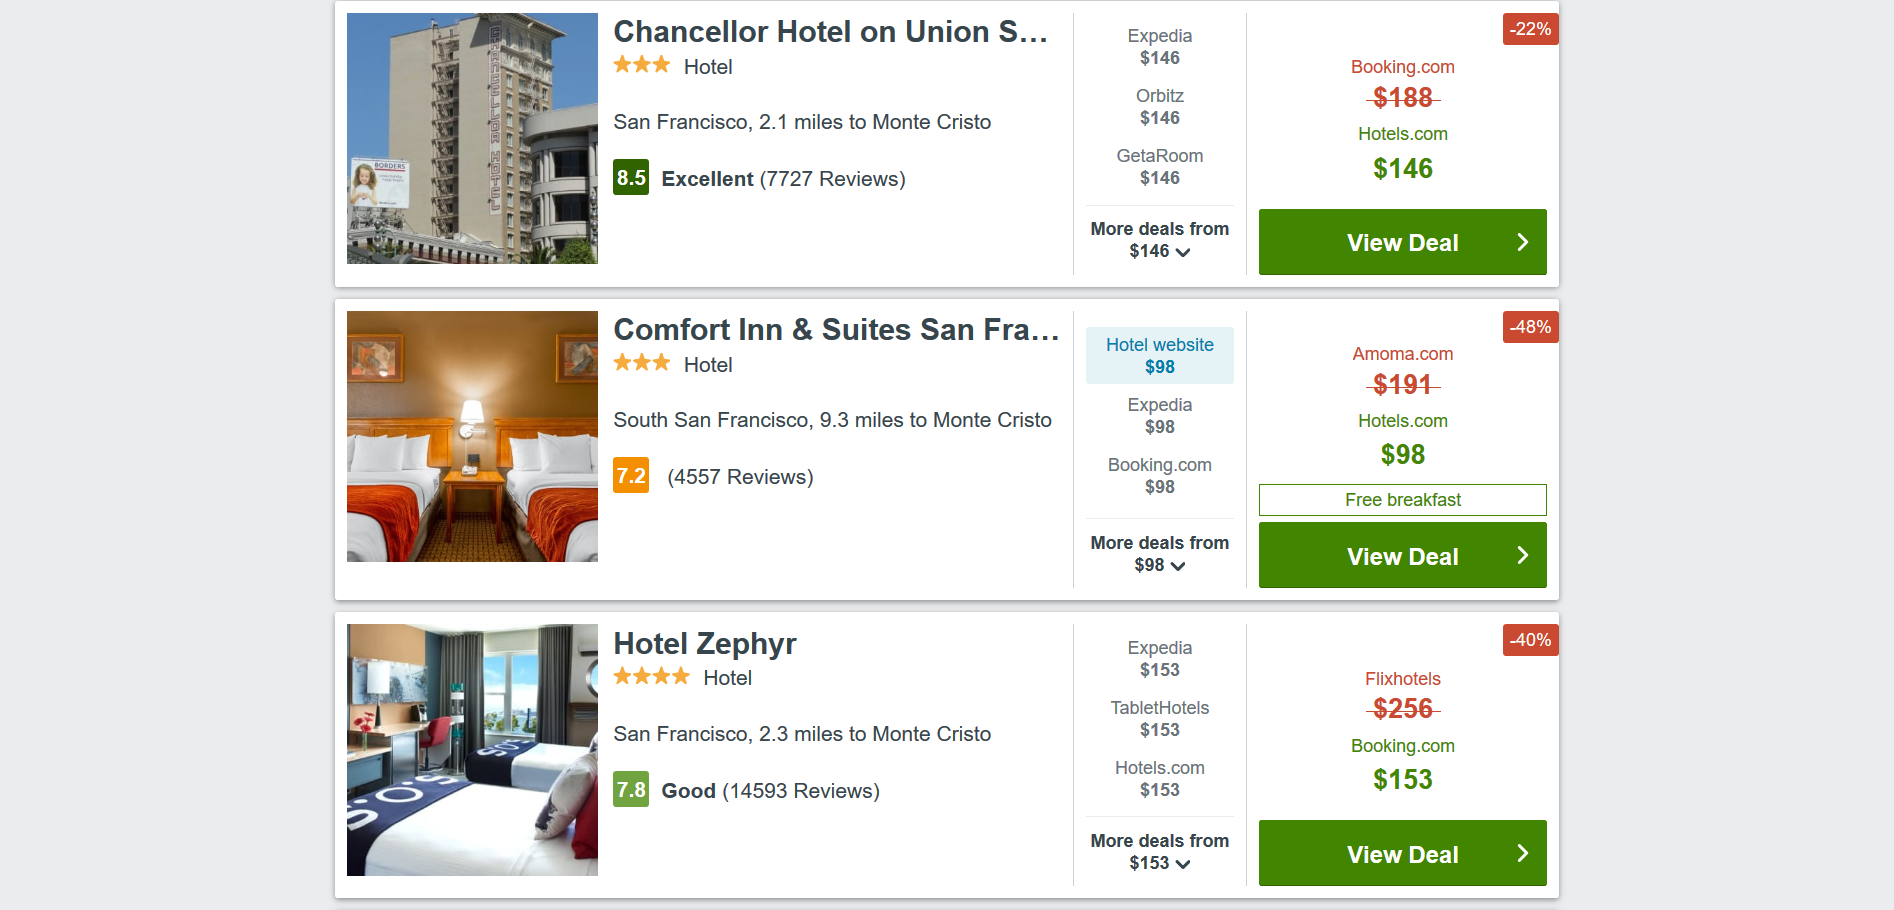 Chancellor Hotel on Union S...
Hotel
San Francisco, 2.1 miles to Monte Cristo
8.5 Excellent (7727 Reviews)
CHANCELLOR HOTEL
BORDERS
Expedia
$146
Orbitz
$146
GetaRoom
$146
More deals from
$146
-22%
Booking.com
$188
Hotels.com
$146
View Deal
Comfort Inn & Suites San Fra...
Hotel
South San Francisco, 9.3 miles to Monte Cristo
7.2 (4557 Reviews)
Hotel website
$98
Expedia
$98
Booking.com
$98
More deals from
$98
-48%
Amoma.com
$191
Hotels.com
$98
Free breakfast
View Deal
Hotel Zephyr
Hotel
San Francisco, 2.3 miles to Monte Cristo
7.8 Good (14593 Reviews)
S.O.S
S.O.S
Expedia
$153
TabletHotels
$153
Hotels.com
$153
More deals from
$153
-40%
Flixhotels
$256
Booking.com
$153
View Deal